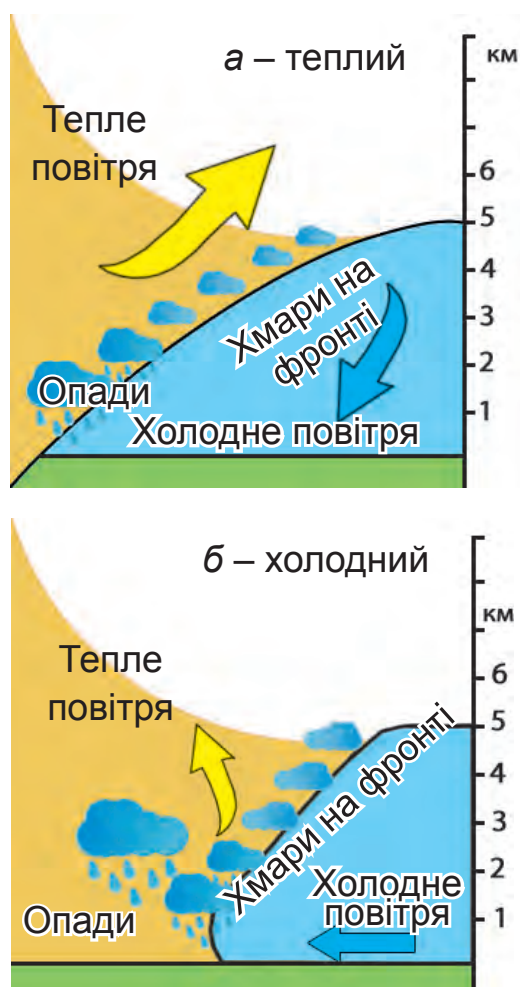 а – теплий
км
Тепле
повітря
6
5
4
Хмари на
фронті
3
2
Опади
1
Холодне повітря
б – холодний
км
Тепле
повітря
6
5
4
Хмари на фронті
3
2
Холодне
повітря
Опади
1